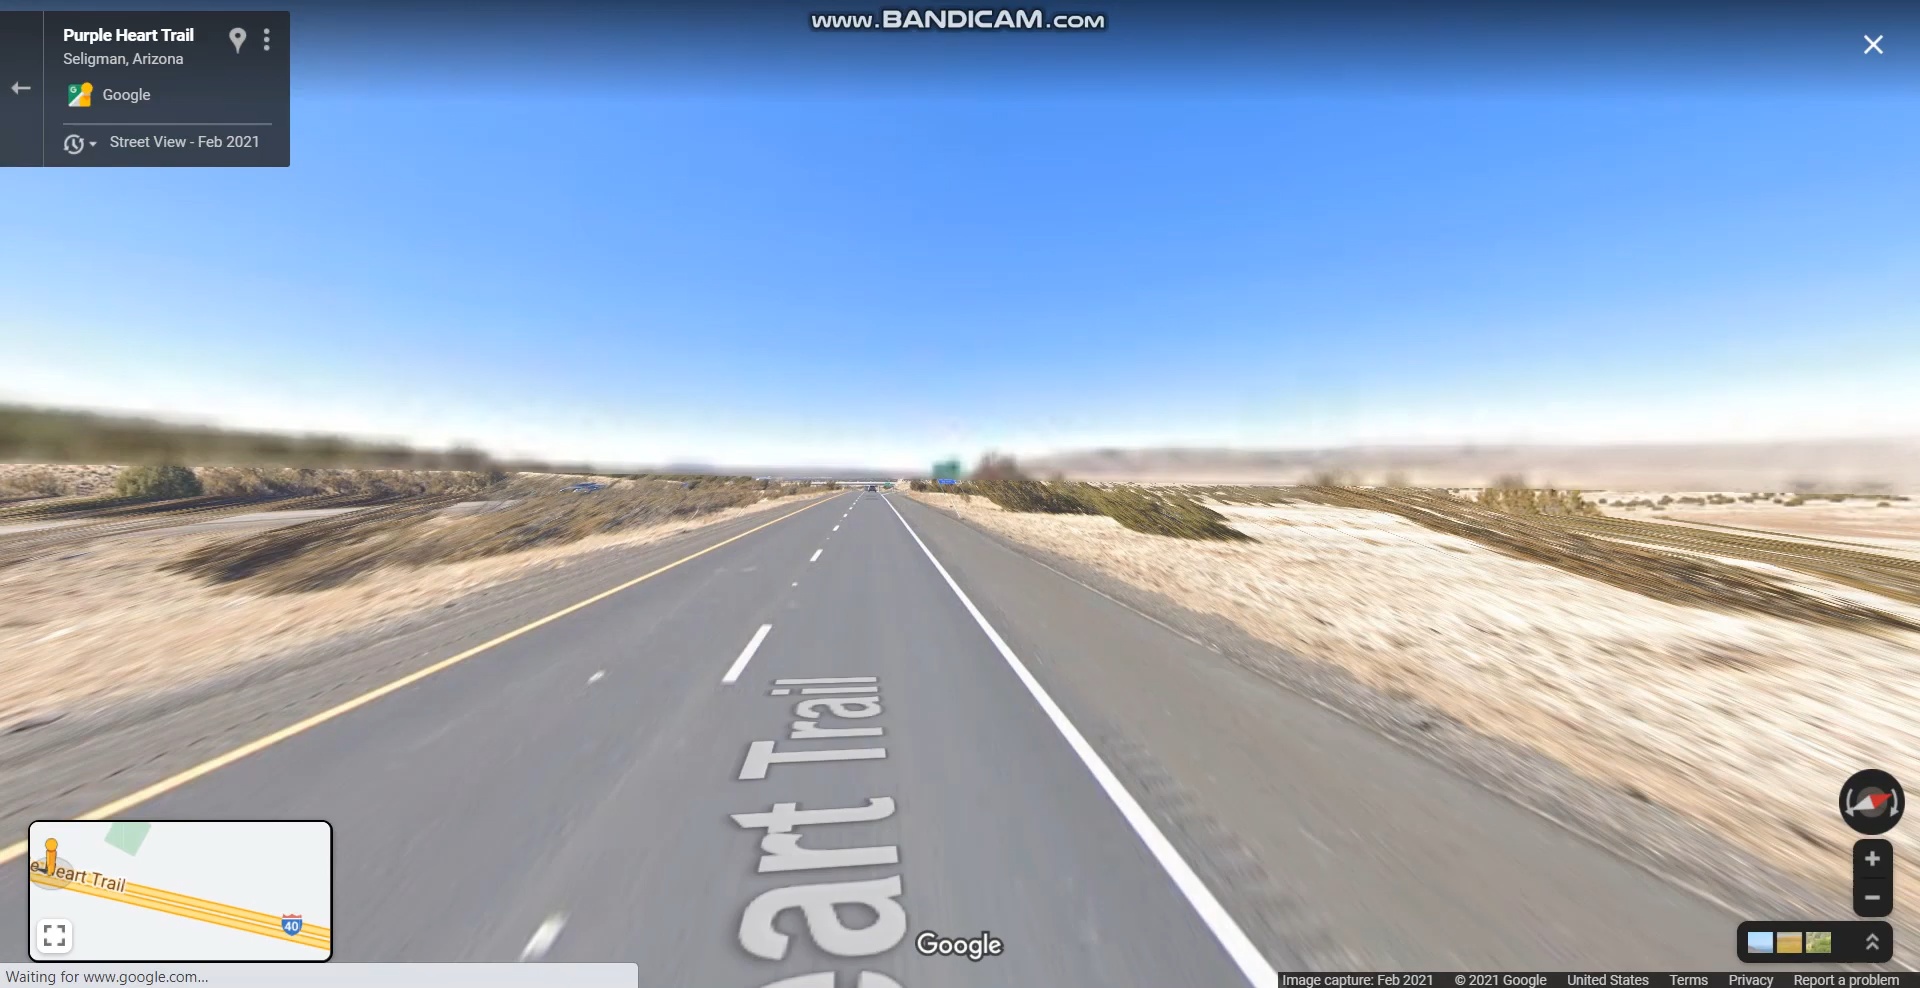 www.BANDICAM.com
Purple Heart Trail
Seligman, Arizona
Google
Street View - Feb 2021
art Trail
e Heart Trail
40
Google
Waiting for www.google.com...
Image capture: Feb 2021 © 2021 Google United States Terms Privacy Report a problem